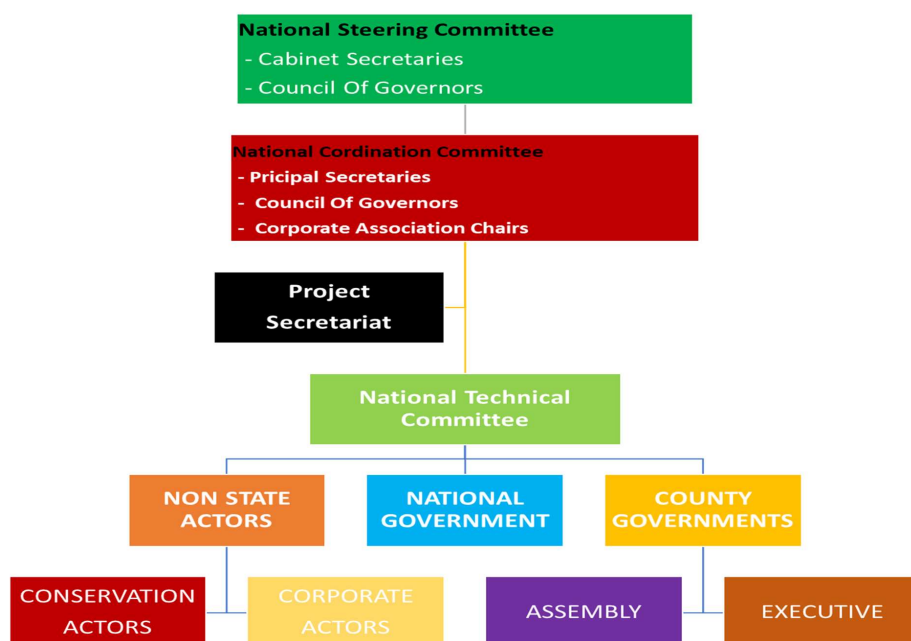 National Steering Committee
- Cabinet Secretaries
- Council Of Governors
National Cordination Committee
- Pricipal Secretaries
- Council Of Governors
- Corporate Association Chairs
Project
Secretariat
National Technical
Committee
NON STATE
ACTORS
NATIONAL
GOVERNMENT
COUNTY
GOVERNMENTS
CONSERVATION
ACTORS
CORPORATE
ACTORS
ASSEMBLY
EXECUTIVE